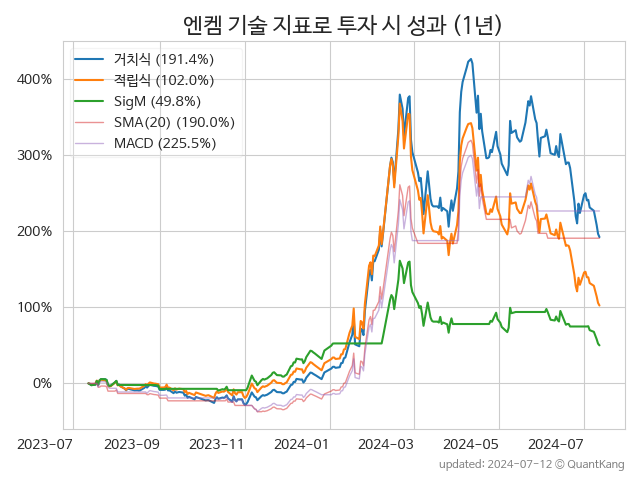 엔켐 기술 지표로 투자 시 성과 (1년)
400%
300%
200%
100%
0%
거치식 (191.4%)
적립식 (102.0%)
SigM (49.8%)
SMA(20) (190.0%)
MACD (225.5%)
2023-07
2023-09
2023-11
2024-01
2024-03
2024-05
2024-07
updated: 2024-07-12 © QuantKang